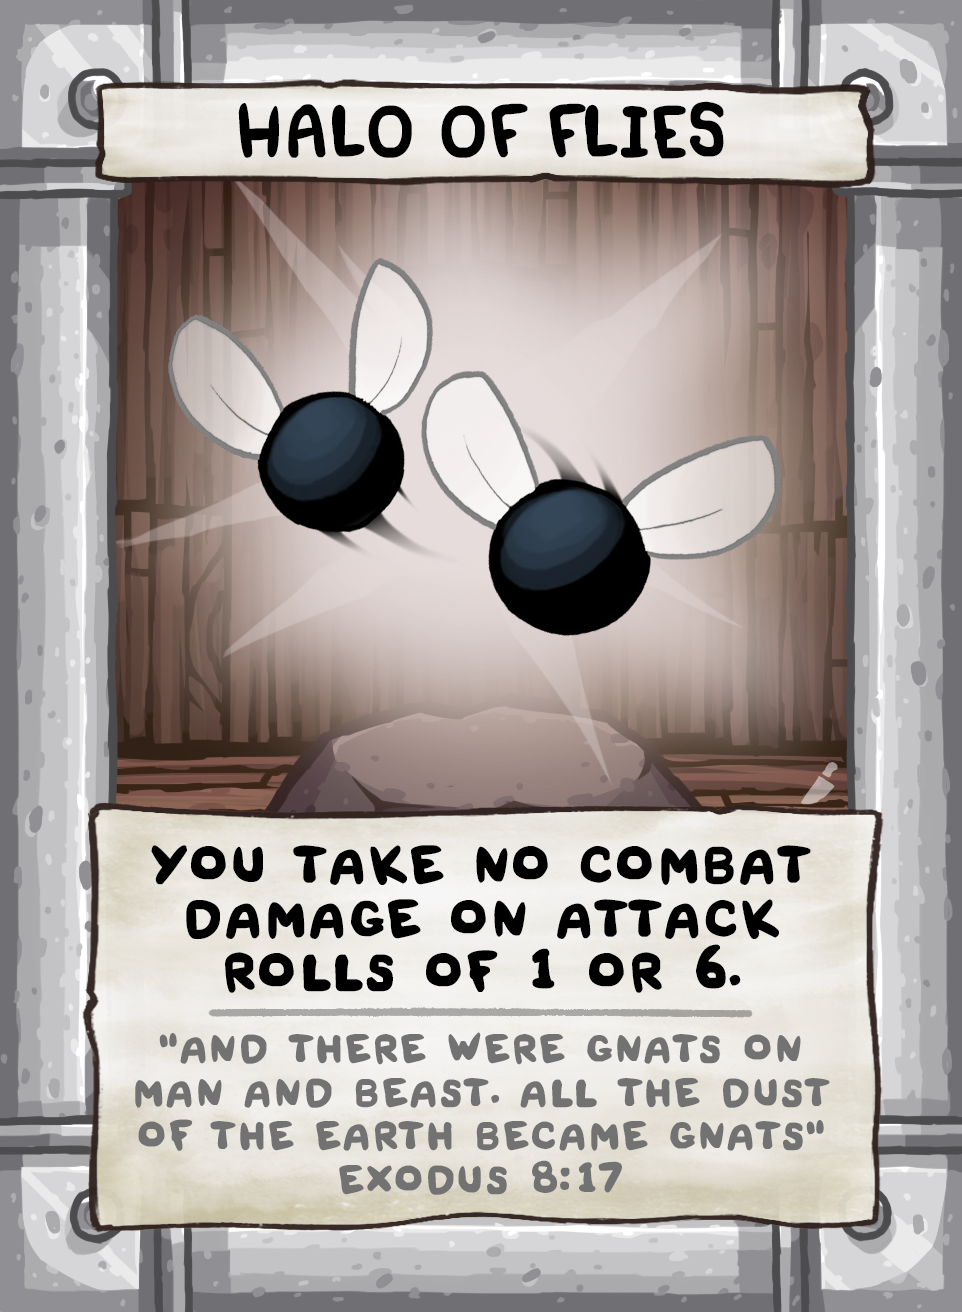 HALO OF FLIES
YOU TAKE NO COMBAT
DAMAGE ON ATTACK
ROLLS OF 1 OR 6.
"AND THERE WERE GNATS ON
MAN AND BEAST. ALL THE DUST
OF THE EARTH BECAME GNATS"
EXODUS 8:17